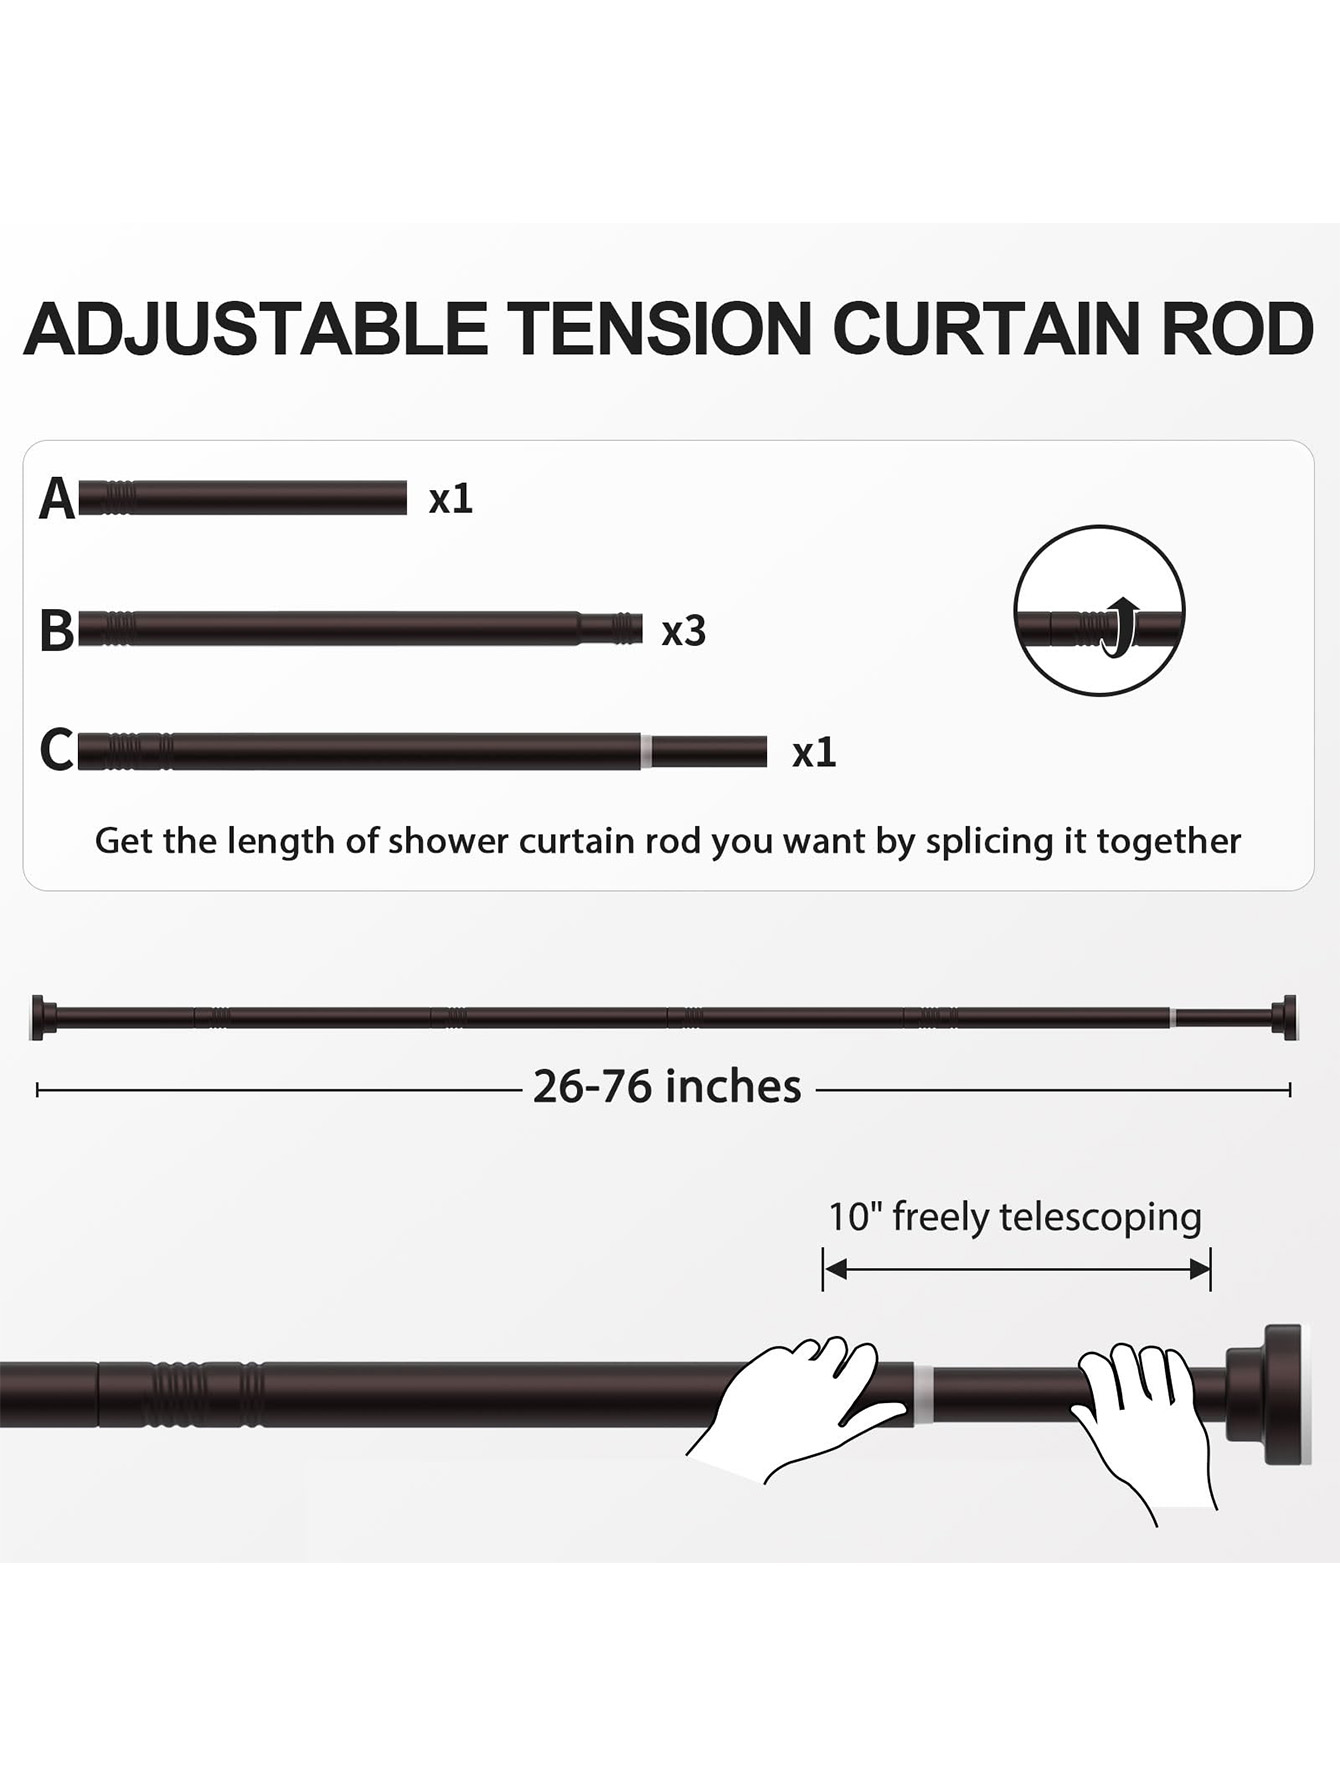 ADJUSTABLE TENSION CURTAIN ROD
A x1
B x3
C x1
Get the length of shower curtain rod you want by splicing it together
26-76 inches
10" freely telescoping